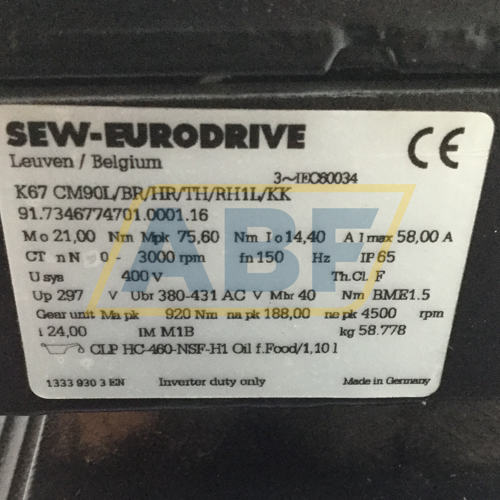 SEW-EURODRIVE
CE
Leuven / Belgium
3~IEC60034
K67 CM90L/BR/HR/TH/RH1L/KK
91.7346774701.0001.16
Mo 21,00 Nm Mpk 75,60 Nm Io 14,40 A Imax 58,00 A
CT nN 0- 3000 rpm fn 150 Hz IP 65
Usys 400 V Th.Cl. F
Up 297 V Ubr 380-431 AC V Mbr 40 Nm BME1.5
Gear unit Ma pk 920 Nm na pk 188,00 ne pk 4500 rpm
i 24,00 IM M1B kg 58.778
CLP HC-460-NSF-H1 Oil f.Food/1,10 l
1333 930 3 EN Inverter duty only Made in Germany
ABF